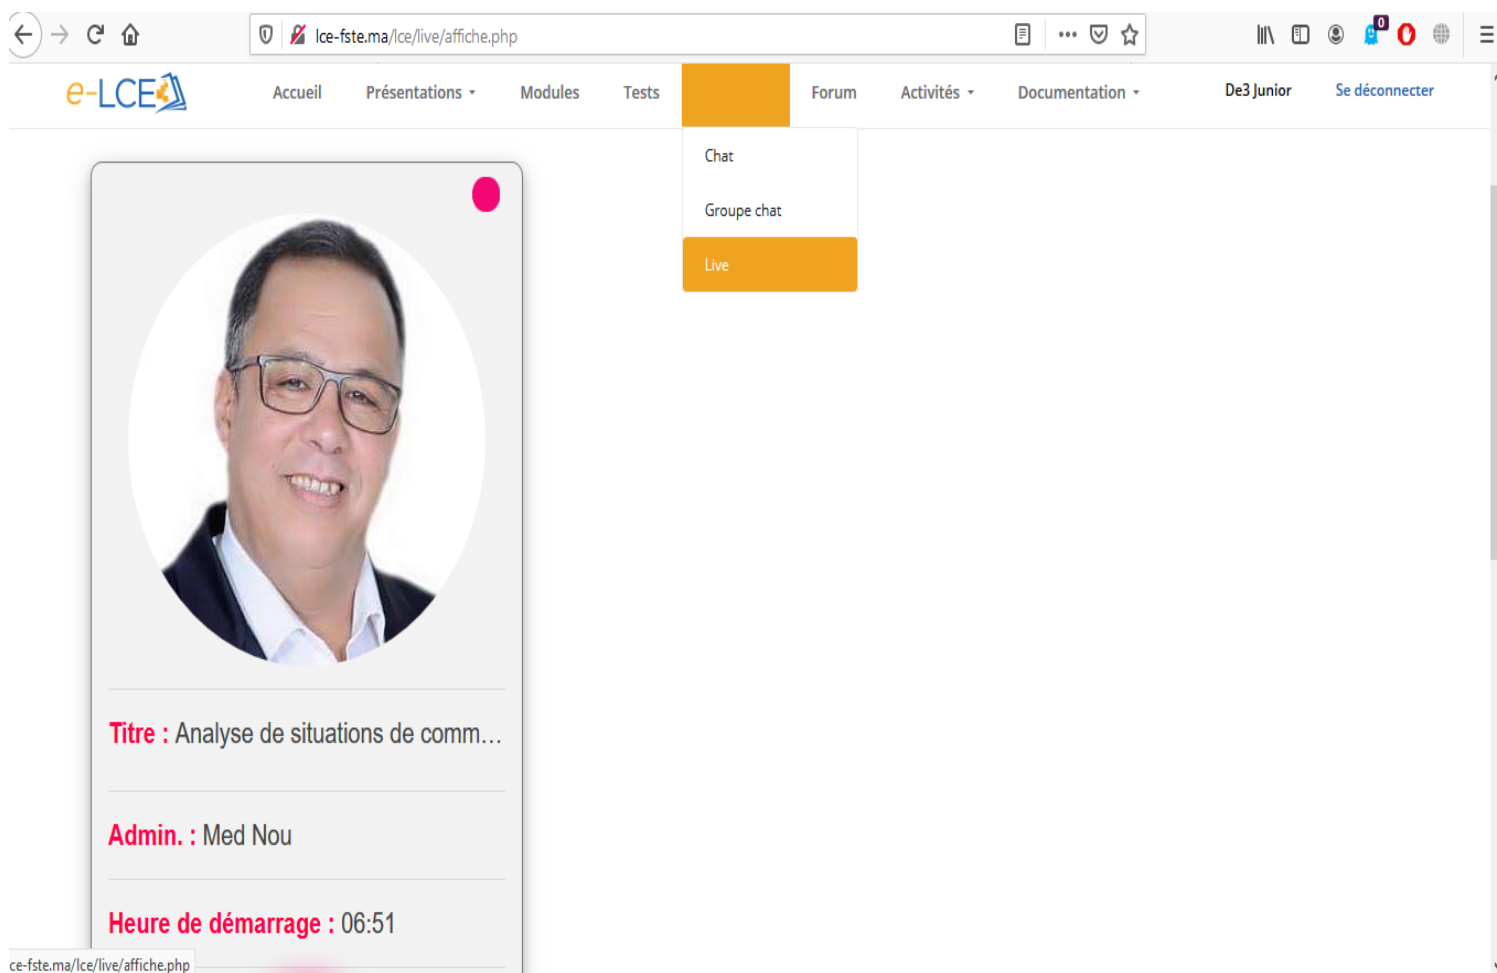 lce-fste.ma/lce/live/affiche.php
0
e-LCE
Accueil
Présentations
Modules
Tests
Forum
Activités
Documentation
De3 Junior
Se déconnecter
Chat
Groupe chat
Live
Titre : Analyse de situations de comm...
Admin. : Med Nou
Heure de démarrage : 06:51
ce-fste.ma/lce/live/affiche.php